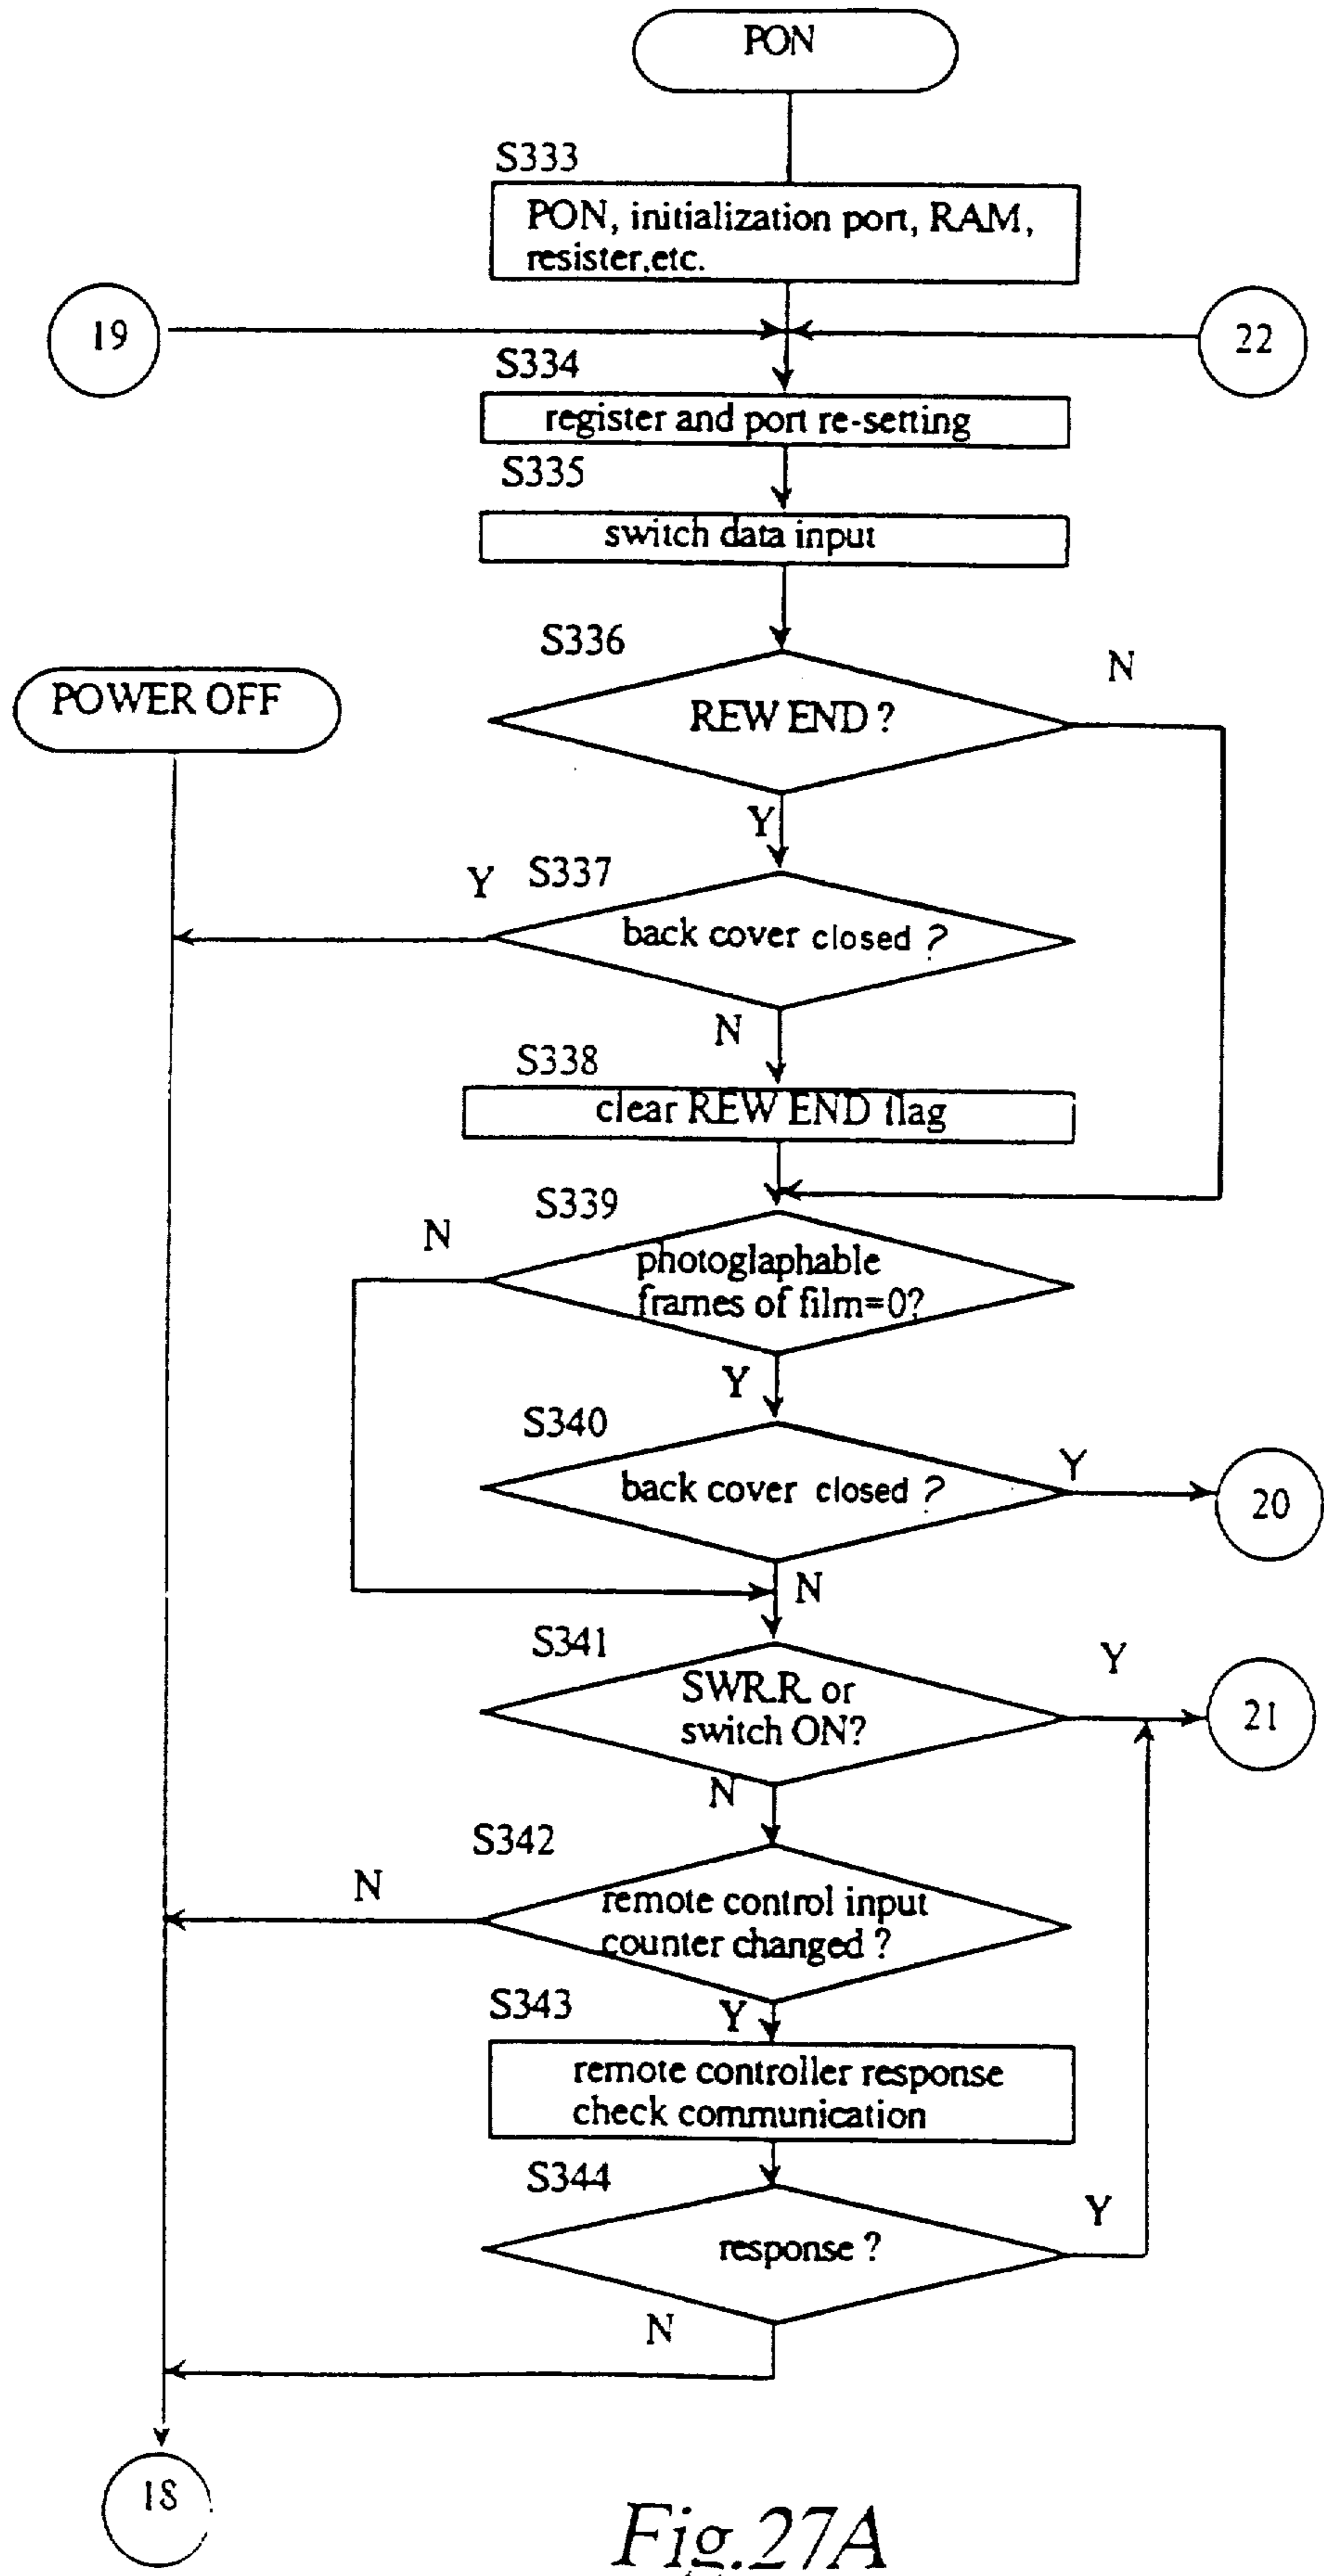 PON
S333
PON, initialization port, RAM,
resister,etc.
19
22
S334
register and port re-setting
S335
switch data input
S336
N
REW END ?
POWER OFF
Y
Y
S337
back cover closed ?
N
S338
clear REW END flag
S339
N
photoglaphable
frames of film=0?
Y
S340
Y
back cover closed ?
20
N
S341
Y
SWR.R. or
switch ON?
21
N
S342
N
remote control input
counter changed ?
Y
S343
remote controller response
check communication
S344
Y
response ?
N
18
Fig.27A